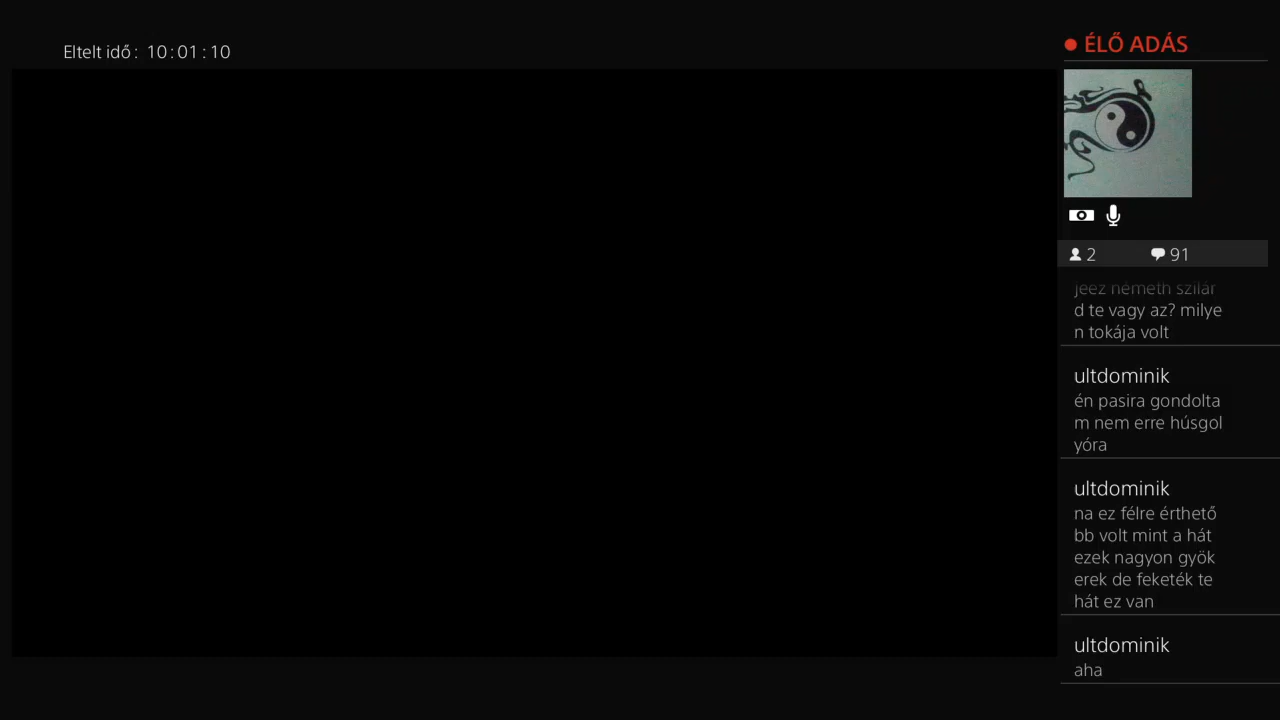 Eltelt idő : 10 : 01 : 10
ÉLŐ ADÁS
2 91
jeez németh szilár
d te vagy az? milye
n tokája volt
ultdominik
én pasira gondolta
m nem erre húsgol
yóra
ultdominik
na ez félre érthető
bb volt mint a hát
ezek nagyon gyök
erek de feketék te
hát ez van
ultdominik
aha